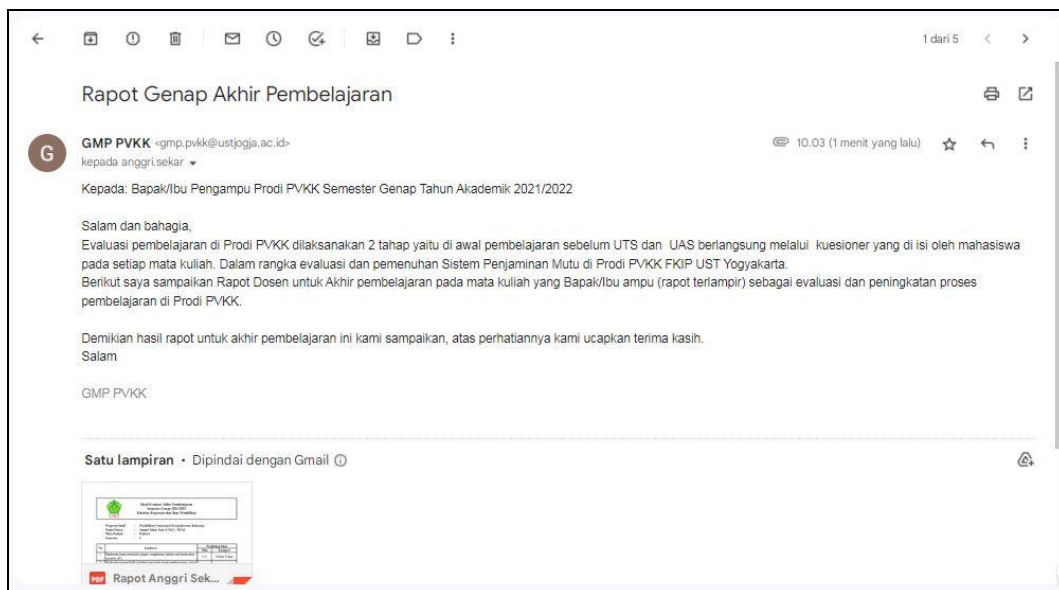 1 dari 5
Rapot Genap Akhir Pembelajaran
G
GMP PVKK <gmp.pvkk@ustjogja.ac.id>
10.03 (1 menit yang lalu)
kepada anggri.sekar
Kepada: Bapak/Ibu Pengampu Prodi PVKK Semester Genap Tahun Akademik 2021/2022
Salam dan bahagia,
Evaluasi pembelajaran di Prodi PVKK dilaksanakan 2 tahap yaitu di awal pembelajaran sebelum UTS dan UAS berlangsung melalui kuesioner yang di isi oleh mahasiswa
pada setiap mata kuliah. Dalam rangka evaluasi dan pemenuhan Sistem Penjaminan Mutu di Prodi PVKK FKIP UST Yogyakarta.
Berikut saya sampaikan Rapot Dosen untuk Akhir pembelajaran pada mata kuliah yang Bapak/Ibu ampu (rapot terlampir) sebagai evaluasi dan peningkatan proses
pembelajaran di Prodi PVKK.
Demikian hasil rapot untuk akhir pembelajaran ini kami sampaikan, atas perhatiannya kami ucapkan terima kasih.
Salam
GMP PVKK
Satu lampiran • Dipindai dengan Gmail
PDF Rapot Anggri Sek...